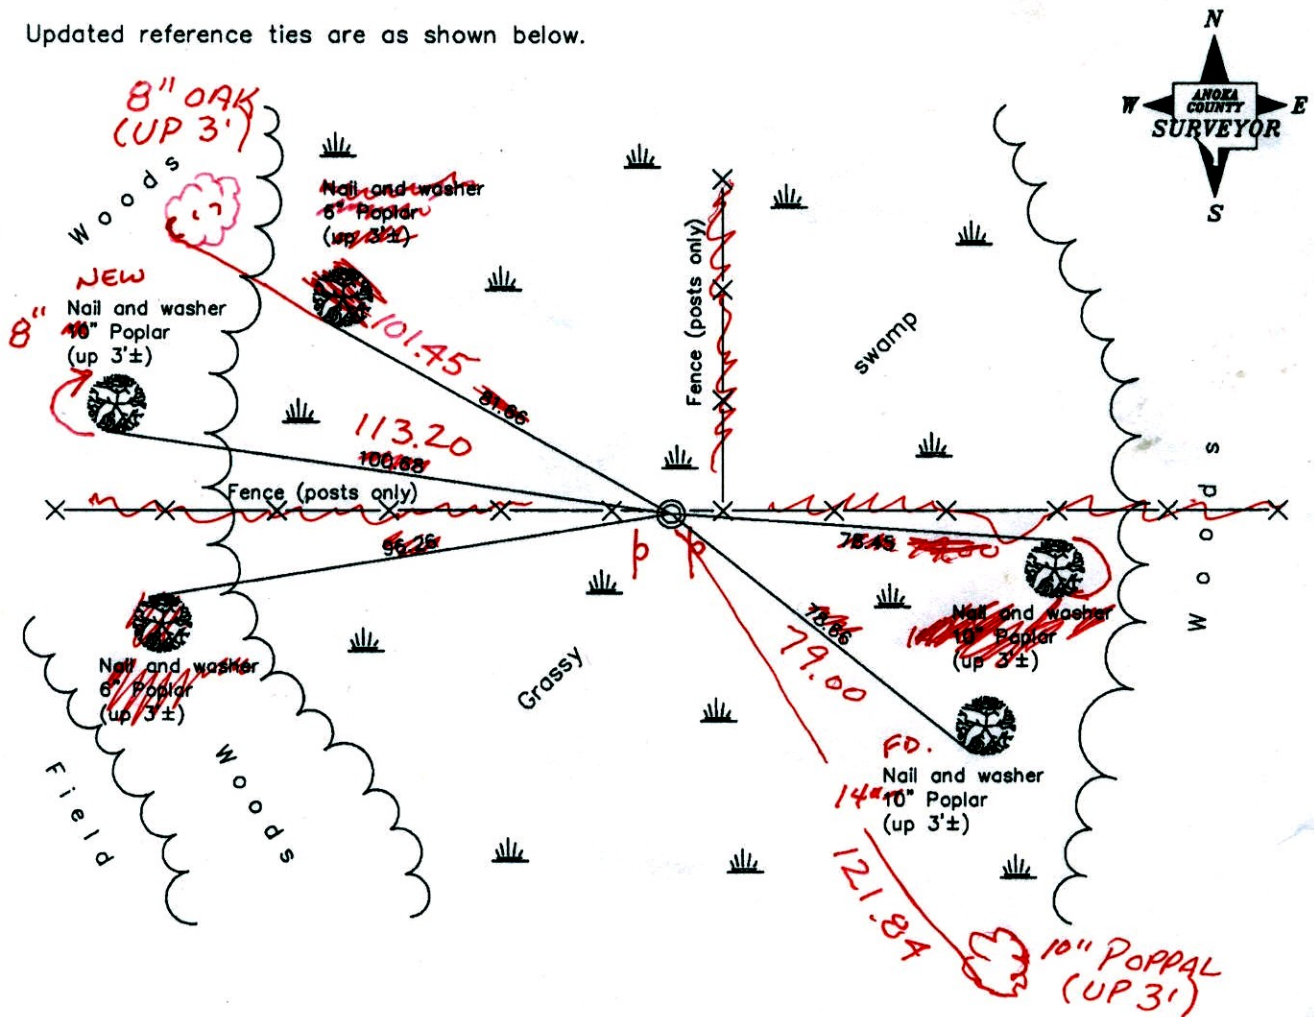 Updated reference ties are as shown below.
N
W
E
ANOKA
COUNTY
SURVEYOR
S
8" OAK
(UP 3')
Woods
Nail and washer
6" Poplar
(up 3'±)
NEW
Nail and washer
8" 10" Poplar
(up 3'±)
101.45
81.66
113.20
100.68
Fence (posts only)
Fence (posts only)
swamp
96.26
Nail and washer
6" Poplar
(up 3'±)
Woods
78.66
79.00
Nail and washer
10" Poplar
(up 3'±)
Grassy
FD.
Nail and washer
14" 10" Poplar
(up 3'±)
Field
Woods
121.84
10" POPPAL
(UP 3')